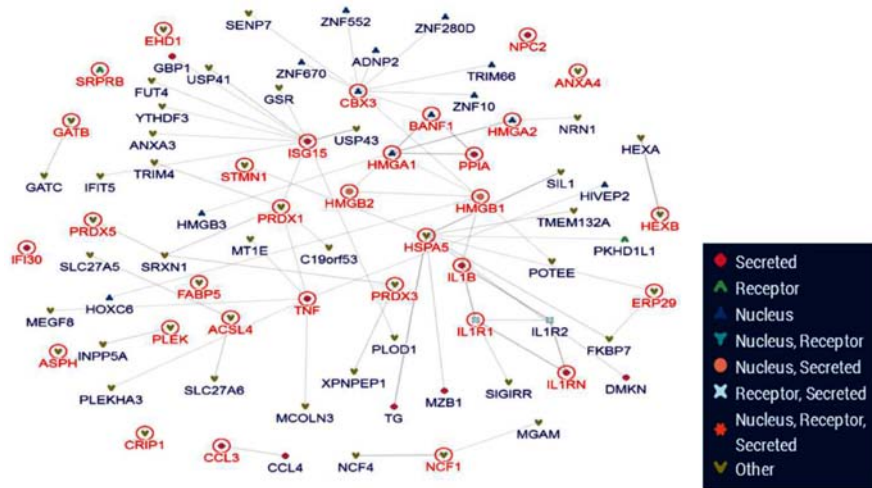 SENP7
ZNF552
ZNF280D
EHD1
NPC2
GBP1
ADNP2
SRPRB
USP41
ZNF670
TRIM66
ANXA4
FUT4
GSR
CBX3
ZNF10
YTHDF3
BANF1
HMGA2
GATB
ANXA3
USP43
NRN1
ISG15
HEXA
HMGA1
PPIA
TRIM4
STMN1
GATC
IFIT5
SIL1
HMGB2
HMGB1
HIVEP2
HMGB3
PRDX1
TMEM132A
HEXB
PRDX5
HSPA5
PKHD1L1
IFI30
MT1E
C19orf53
SLC27A5
SRXN1
IL1B
POTEE
FABP5
PRDX3
ERP29
HOXC6
TNF
MEGF8
PLEK
ACSL4
IL1R1
IL1R2
ASPH
INPP5A
PLOD1
FKBP7
XPNPEP1
IL1RN
PLEKHA3
SLC27A6
SIGIRR
DMKN
MCOLN3
TG
MZB1
CRIP1
MGAM
CCL3
CCL4
NCF4
NCF1
Secreted
Receptor
Nucleus
Nucleus, Receptor
Nucleus, Secreted
Receptor, Secreted
Nucleus, Receptor,
Secreted
Other